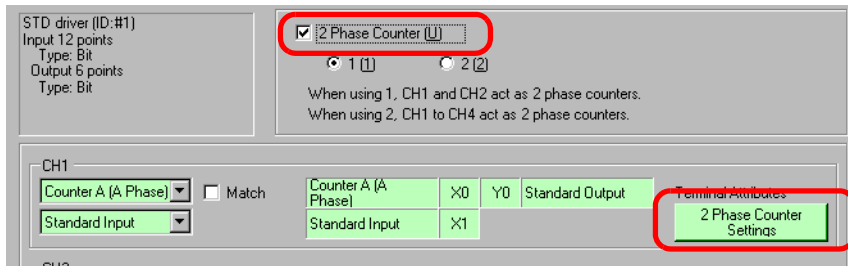 STD driver (ID:#1)
Input 12 points
Type: Bit
Output 6 points
Type: Bit
2 Phase Counter (U)
1 (1) 2 (2)
When using 1, CH1 and CH2 act as 2 phase counters.
When using 2, CH1 to CH4 act as 2 phase counters.
CH1
Counter A (A Phase) Match
Counter A (A Phase) X0 Y0 Standard Output
Terminal Attributes
Standard Input
Standard Input X1
2 Phase Counter
Settings